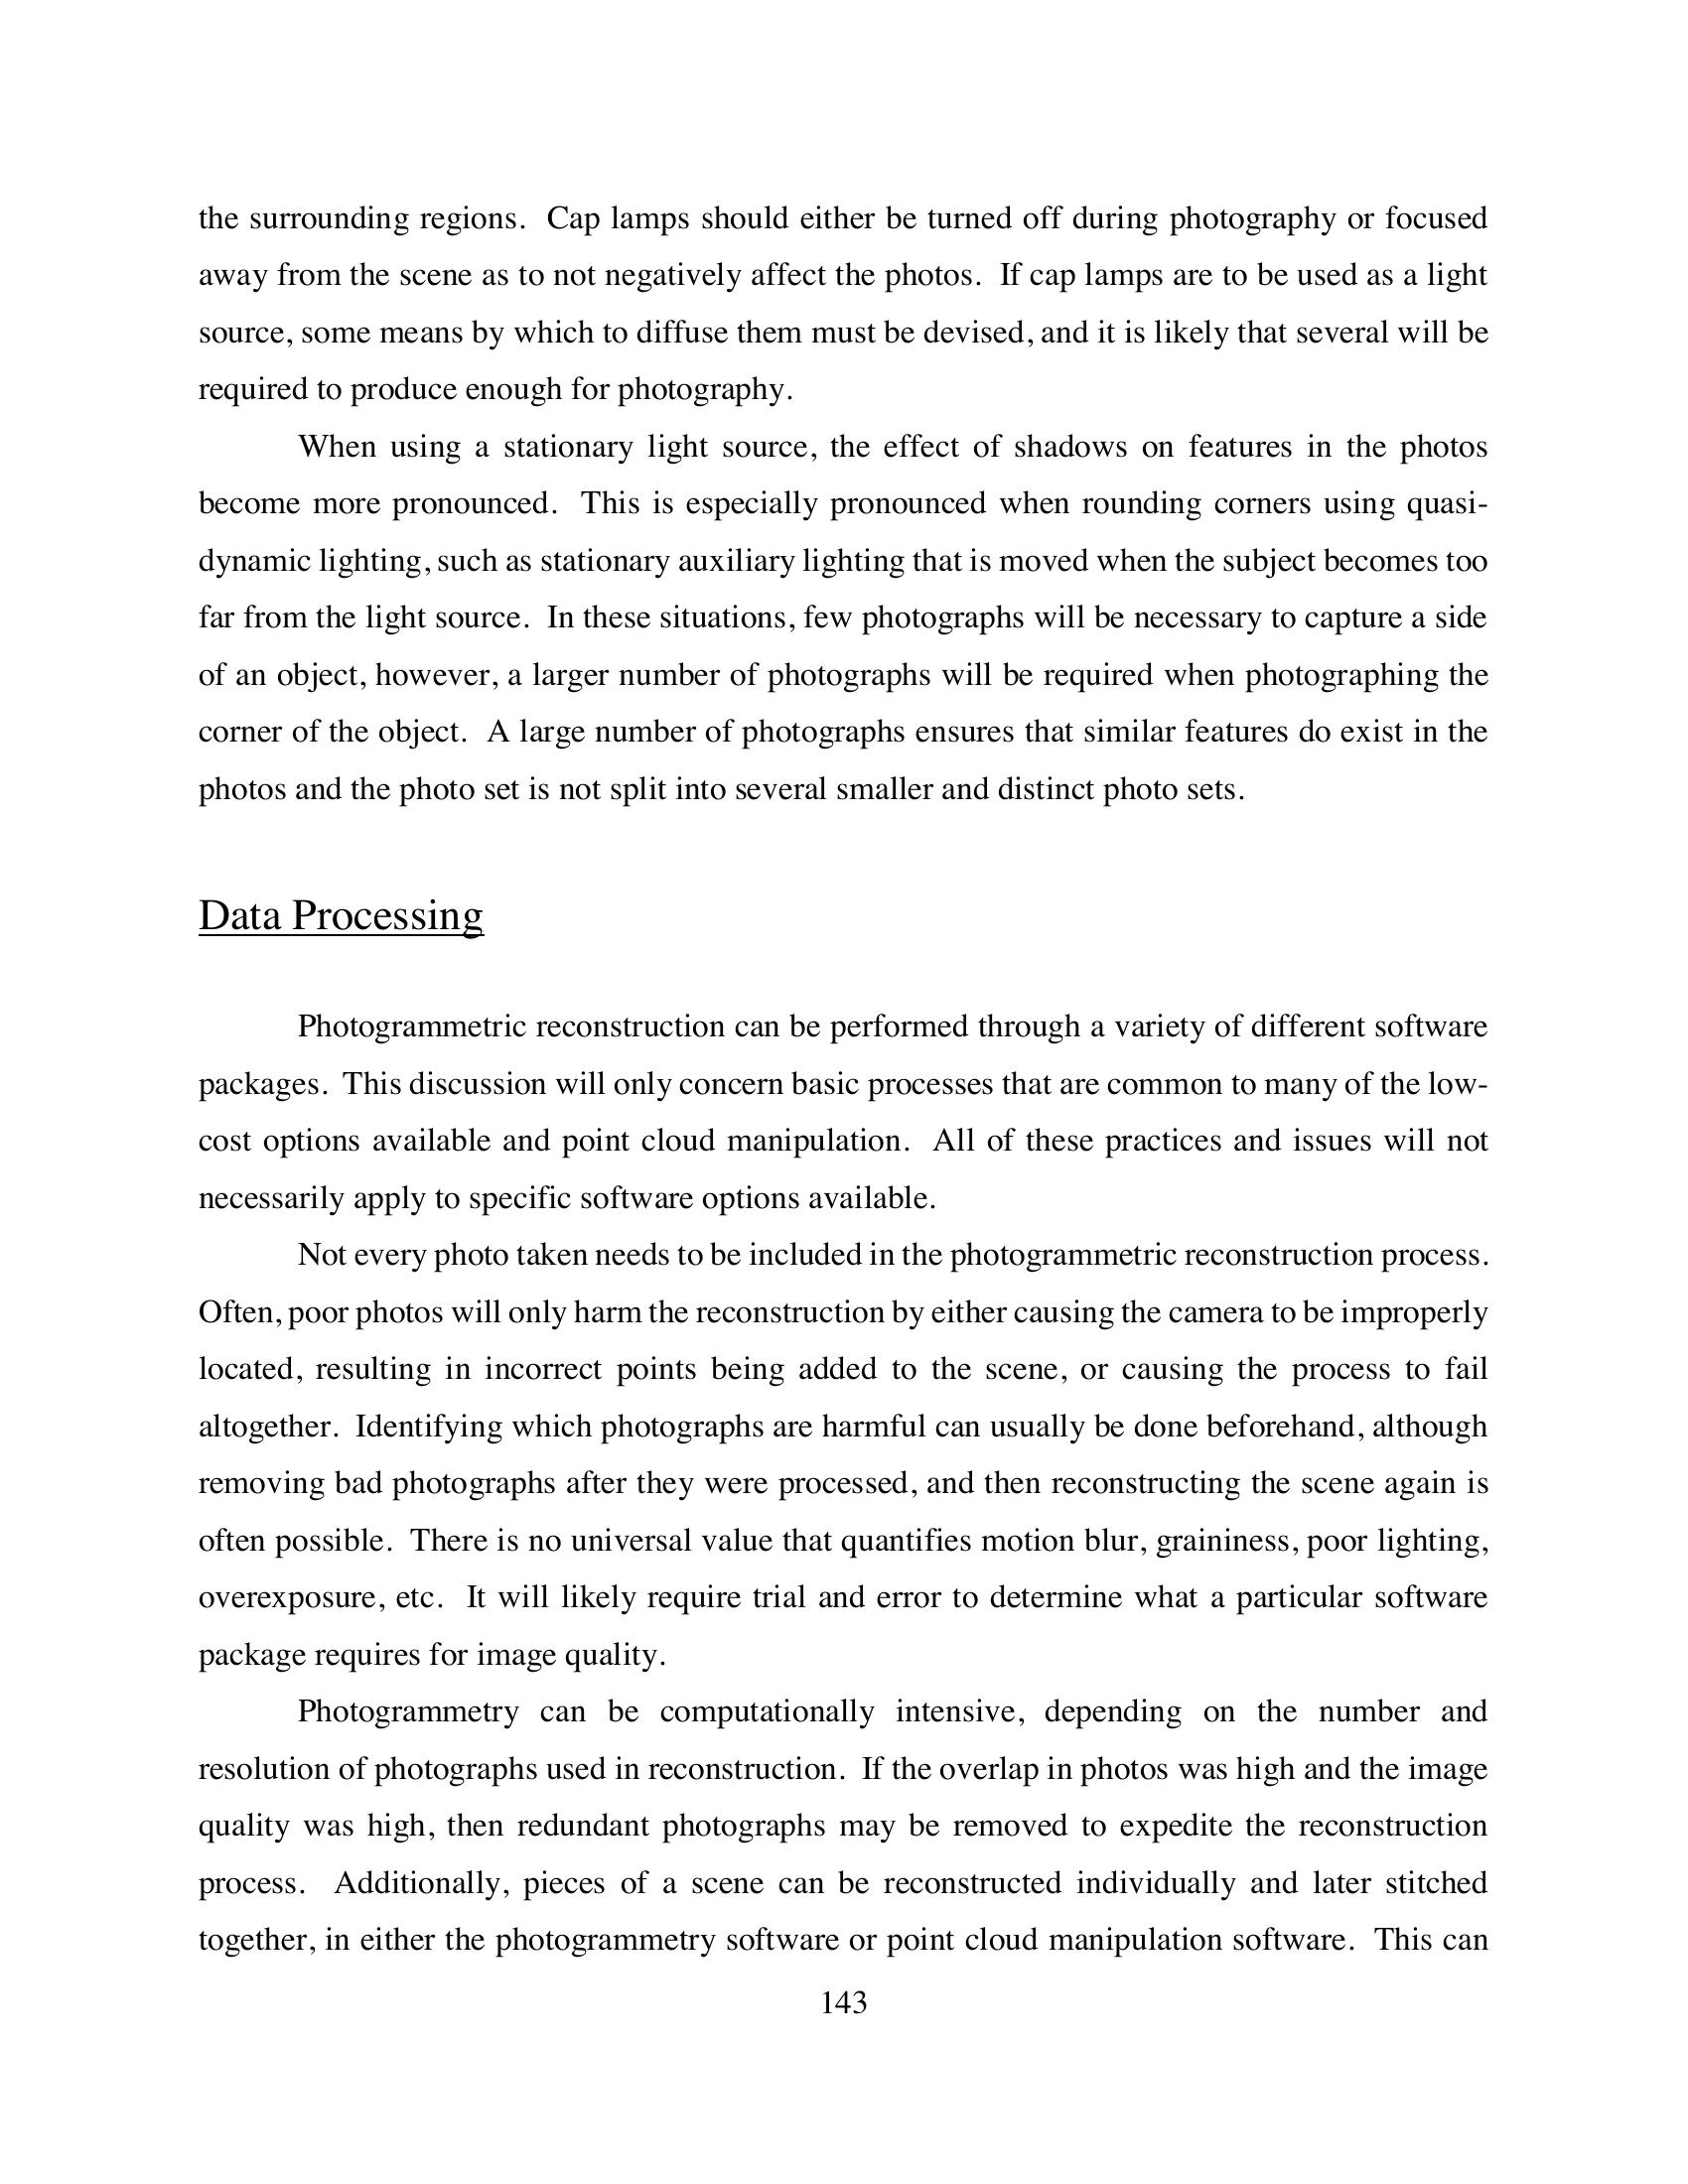 the surrounding regions.  Cap lamps should either be turned off during photography or focused
away from the scene as to not negatively affect the photos.  If cap lamps are to be used as a light
source, some means by which to diffuse them must be devised, and it is likely that several will be
required to produce enough for photography.
When using a stationary light source, the effect of shadows on features in the photos
become more pronounced.  This is especially pronounced when rounding corners using quasi-
dynamic lighting, such as stationary auxiliary lighting that is moved when the subject becomes too
far from the light source.  In these situations, few photographs will be necessary to capture a side
of an object, however, a larger number of photographs will be required when photographing the
corner of the object.  A large number of photographs ensures that similar features do exist in the
photos and the photo set is not split into several smaller and distinct photo sets.
Data Processing
Photogrammetric reconstruction can be performed through a variety of different software
packages.  This discussion will only concern basic processes that are common to many of the low-
cost options available and point cloud manipulation.  All of these practices and issues will not
necessarily apply to specific software options available.
Not every photo taken needs to be included in the photogrammetric reconstruction process.
Often, poor photos will only harm the reconstruction by either causing the camera to be improperly
located, resulting in incorrect points being added to the scene, or causing the process to fail
altogether.  Identifying which photographs are harmful can usually be done beforehand, although
removing bad photographs after they were processed, and then reconstructing the scene again is
often possible.  There is no universal value that quantifies motion blur, graininess, poor lighting,
overexposure, etc.  It will likely require trial and error to determine what a particular software
package requires for image quality.
Photogrammetry can be computationally intensive, depending on the number and
resolution of photographs used in reconstruction.  If the overlap in photos was high and the image
quality was high, then redundant photographs may be removed to expedite the reconstruction
process.  Additionally, pieces of a scene can be reconstructed individually and later stitched
together, in either the photogrammetry software or point cloud manipulation software.  This can
143